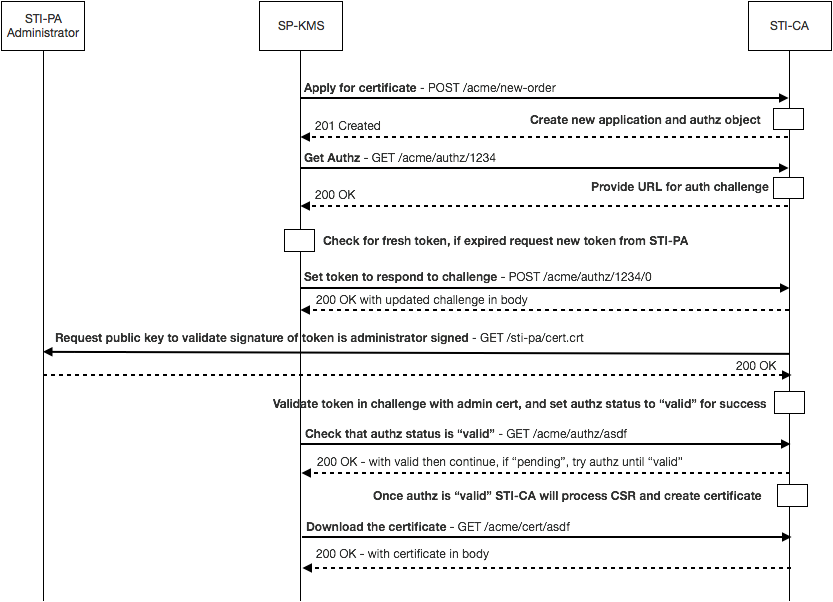 STI-PA
Administrator
SP-KMS
STI-CA
Apply for certificate - POST /acme/new-order
Create new application and authz object
201 Created
Get Authz - GET /acme/authz/1234
Provide URL for auth challenge
200 OK
Check for fresh token, if expired request new token from STI-PA
Set token to respond to challenge - POST /acme/authz/1234/0
200 OK with updated challenge in body
Request public key to validate signature of token is administrator signed - GET /sti-pa/cert.crt
200 OK
Validate token in challenge with admin cert, and set authz status to “valid” for success
Check that authz status is “valid” - GET /acme/authz/asdf
200 OK - with valid then continue, if “pending”, try authz until “valid”
Once authz is “valid” STI-CA will process CSR and create certificate
Download the certificate - GET /acme/cert/asdf
200 OK - with certificate in body